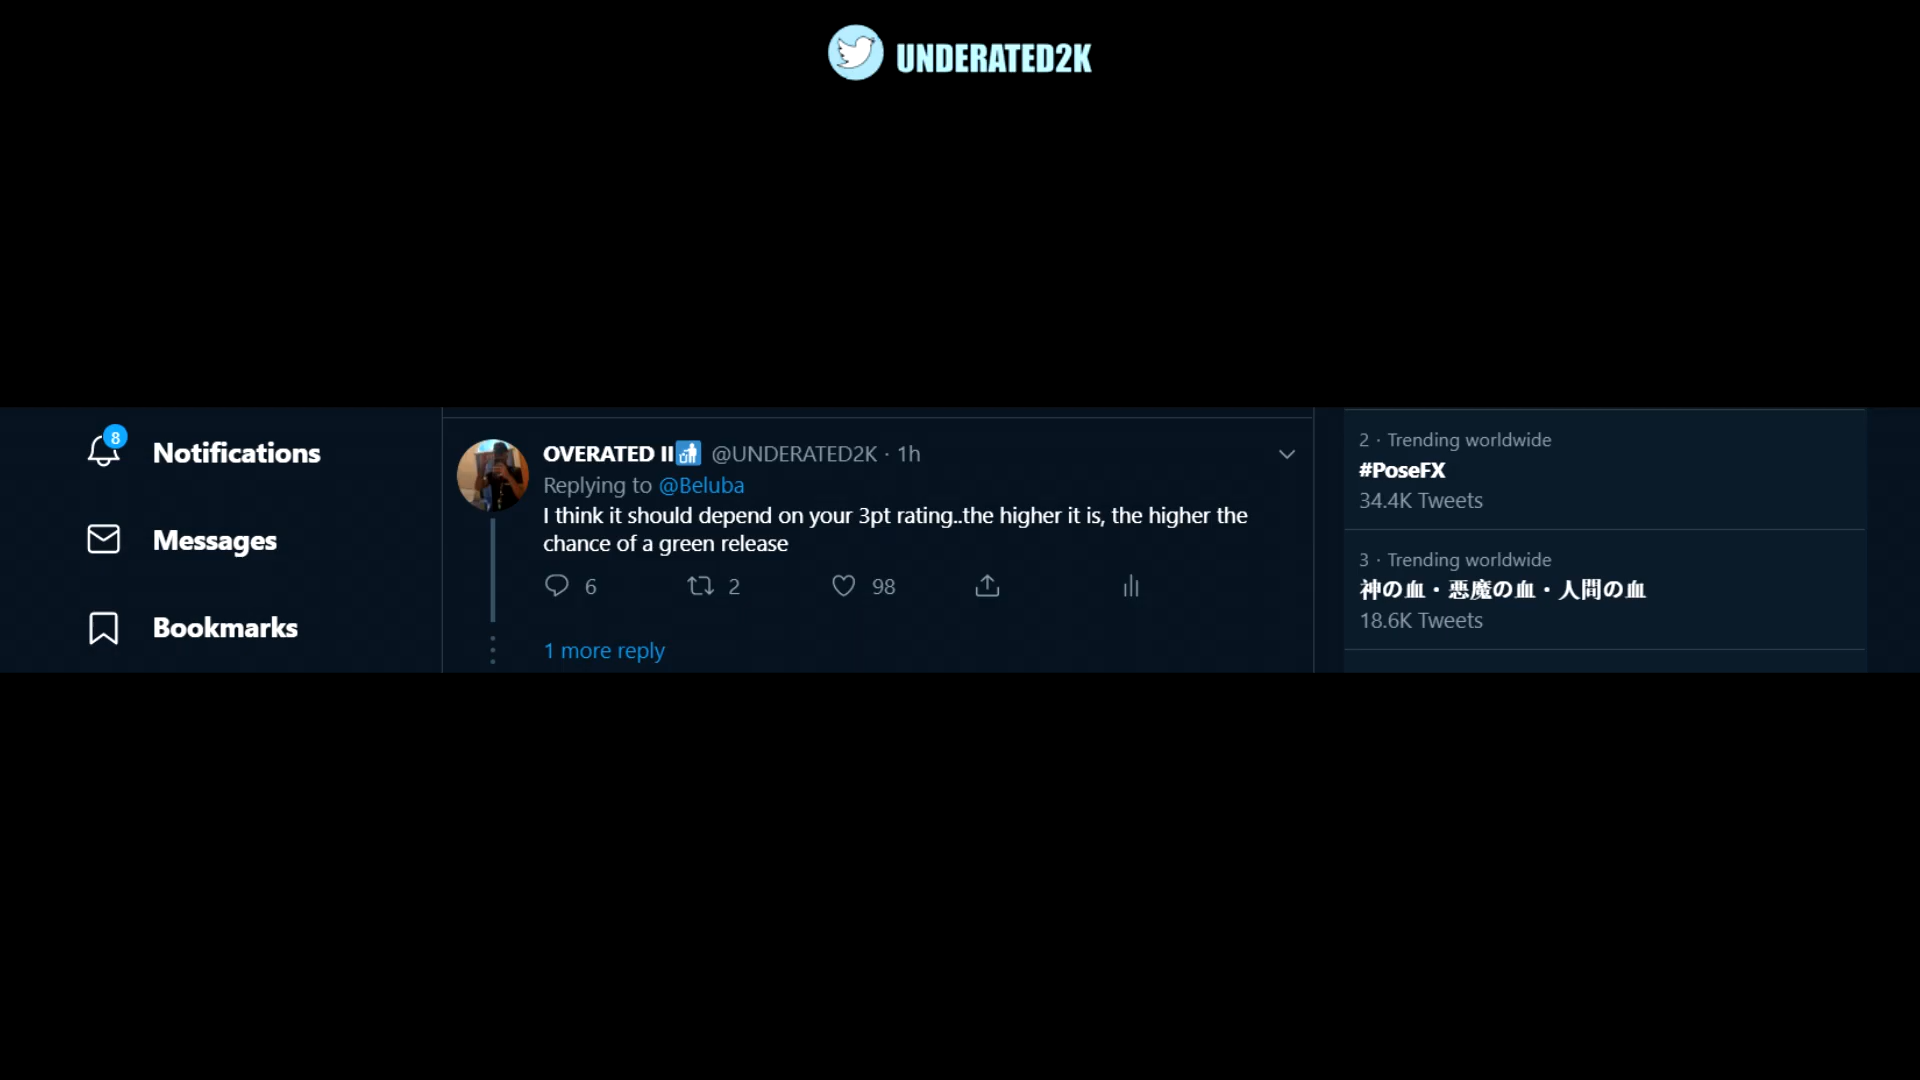 UNDERATED2K
8
Notifications
Messages
Bookmarks
OVERATED II🚮 @UNDERATED2K · 1h
Replying to @Beluba
I think it should depend on your 3pt rating..the higher it is, the higher the
chance of a green release
6 2 98
1 more reply
2 · Trending worldwide
#PoseFX
34.4K Tweets
3 · Trending worldwide
神の血・悪魔の血・人間の血
18.6K Tweets